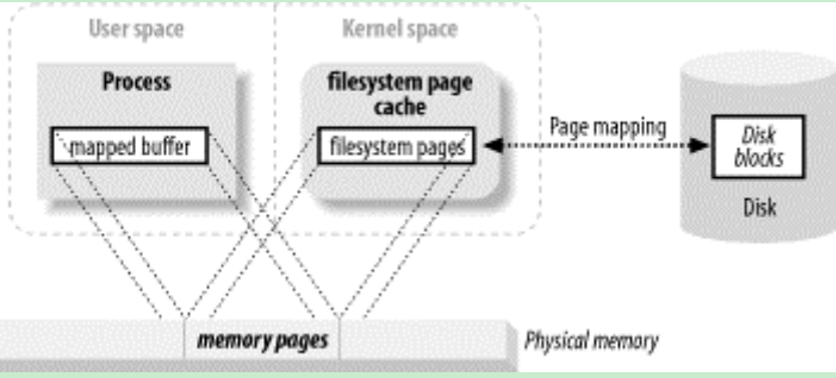 User space
Kernel space
Process
filesystem page
cache
mapped buffer
filesystem pages
Page mapping
Disk
blocks
Disk
memory pages
Physical memory